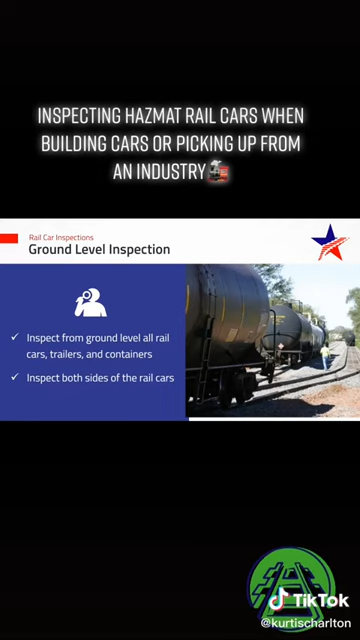 INSPECTING HAZMAT RAIL CARS WHEN
BUILDING CARS OR PICKING UP FROM
AN INDUSTRY🚂
Rail Car Inspections
Ground Level Inspection
✓ Inspect from ground level all rail
cars, trailers, and containers
✓ Inspect both sides of the rail cars
TikTok
@kurtischarlton